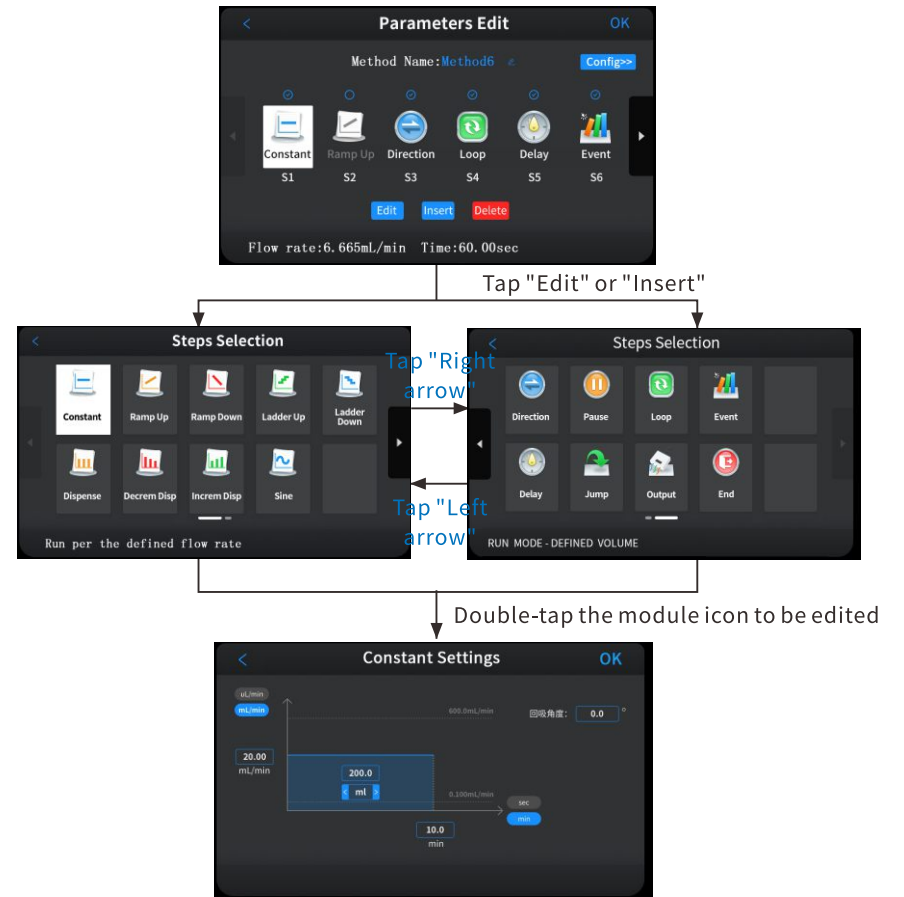 <
Parameters Edit
OK
Method Name:Method6
Config>>
Constant
Ramp Up
Direction
Loop
Delay
Event
S1
S2
S3
S4
S5
S6
Edit
Insert
Delete
Flow rate:6.665mL/min Time:60.00sec
Tap "Edit" or "Insert"
<
Steps Selection
Constant
Ramp Up
Ramp Down
Ladder Up
Ladder
Down
Dispense
Decrem Disp
Increm Disp
Sine
Run per the defined flow rate
Tap "Right
arrow"
Tap "Left
arrow"
<
Steps Selection
Direction
Pause
Loop
Event
Delay
Jump
Output
End
RUN MODE - DEFINED VOLUME
Double-tap the module icon to be edited
<
Constant Settings
OK
uL/min
mL/min
600.0mL/min
回吸角度: 0.0 °
20.00
mL/min
200.0
< ml >
0.100mL/min
sec
min
10.0
min